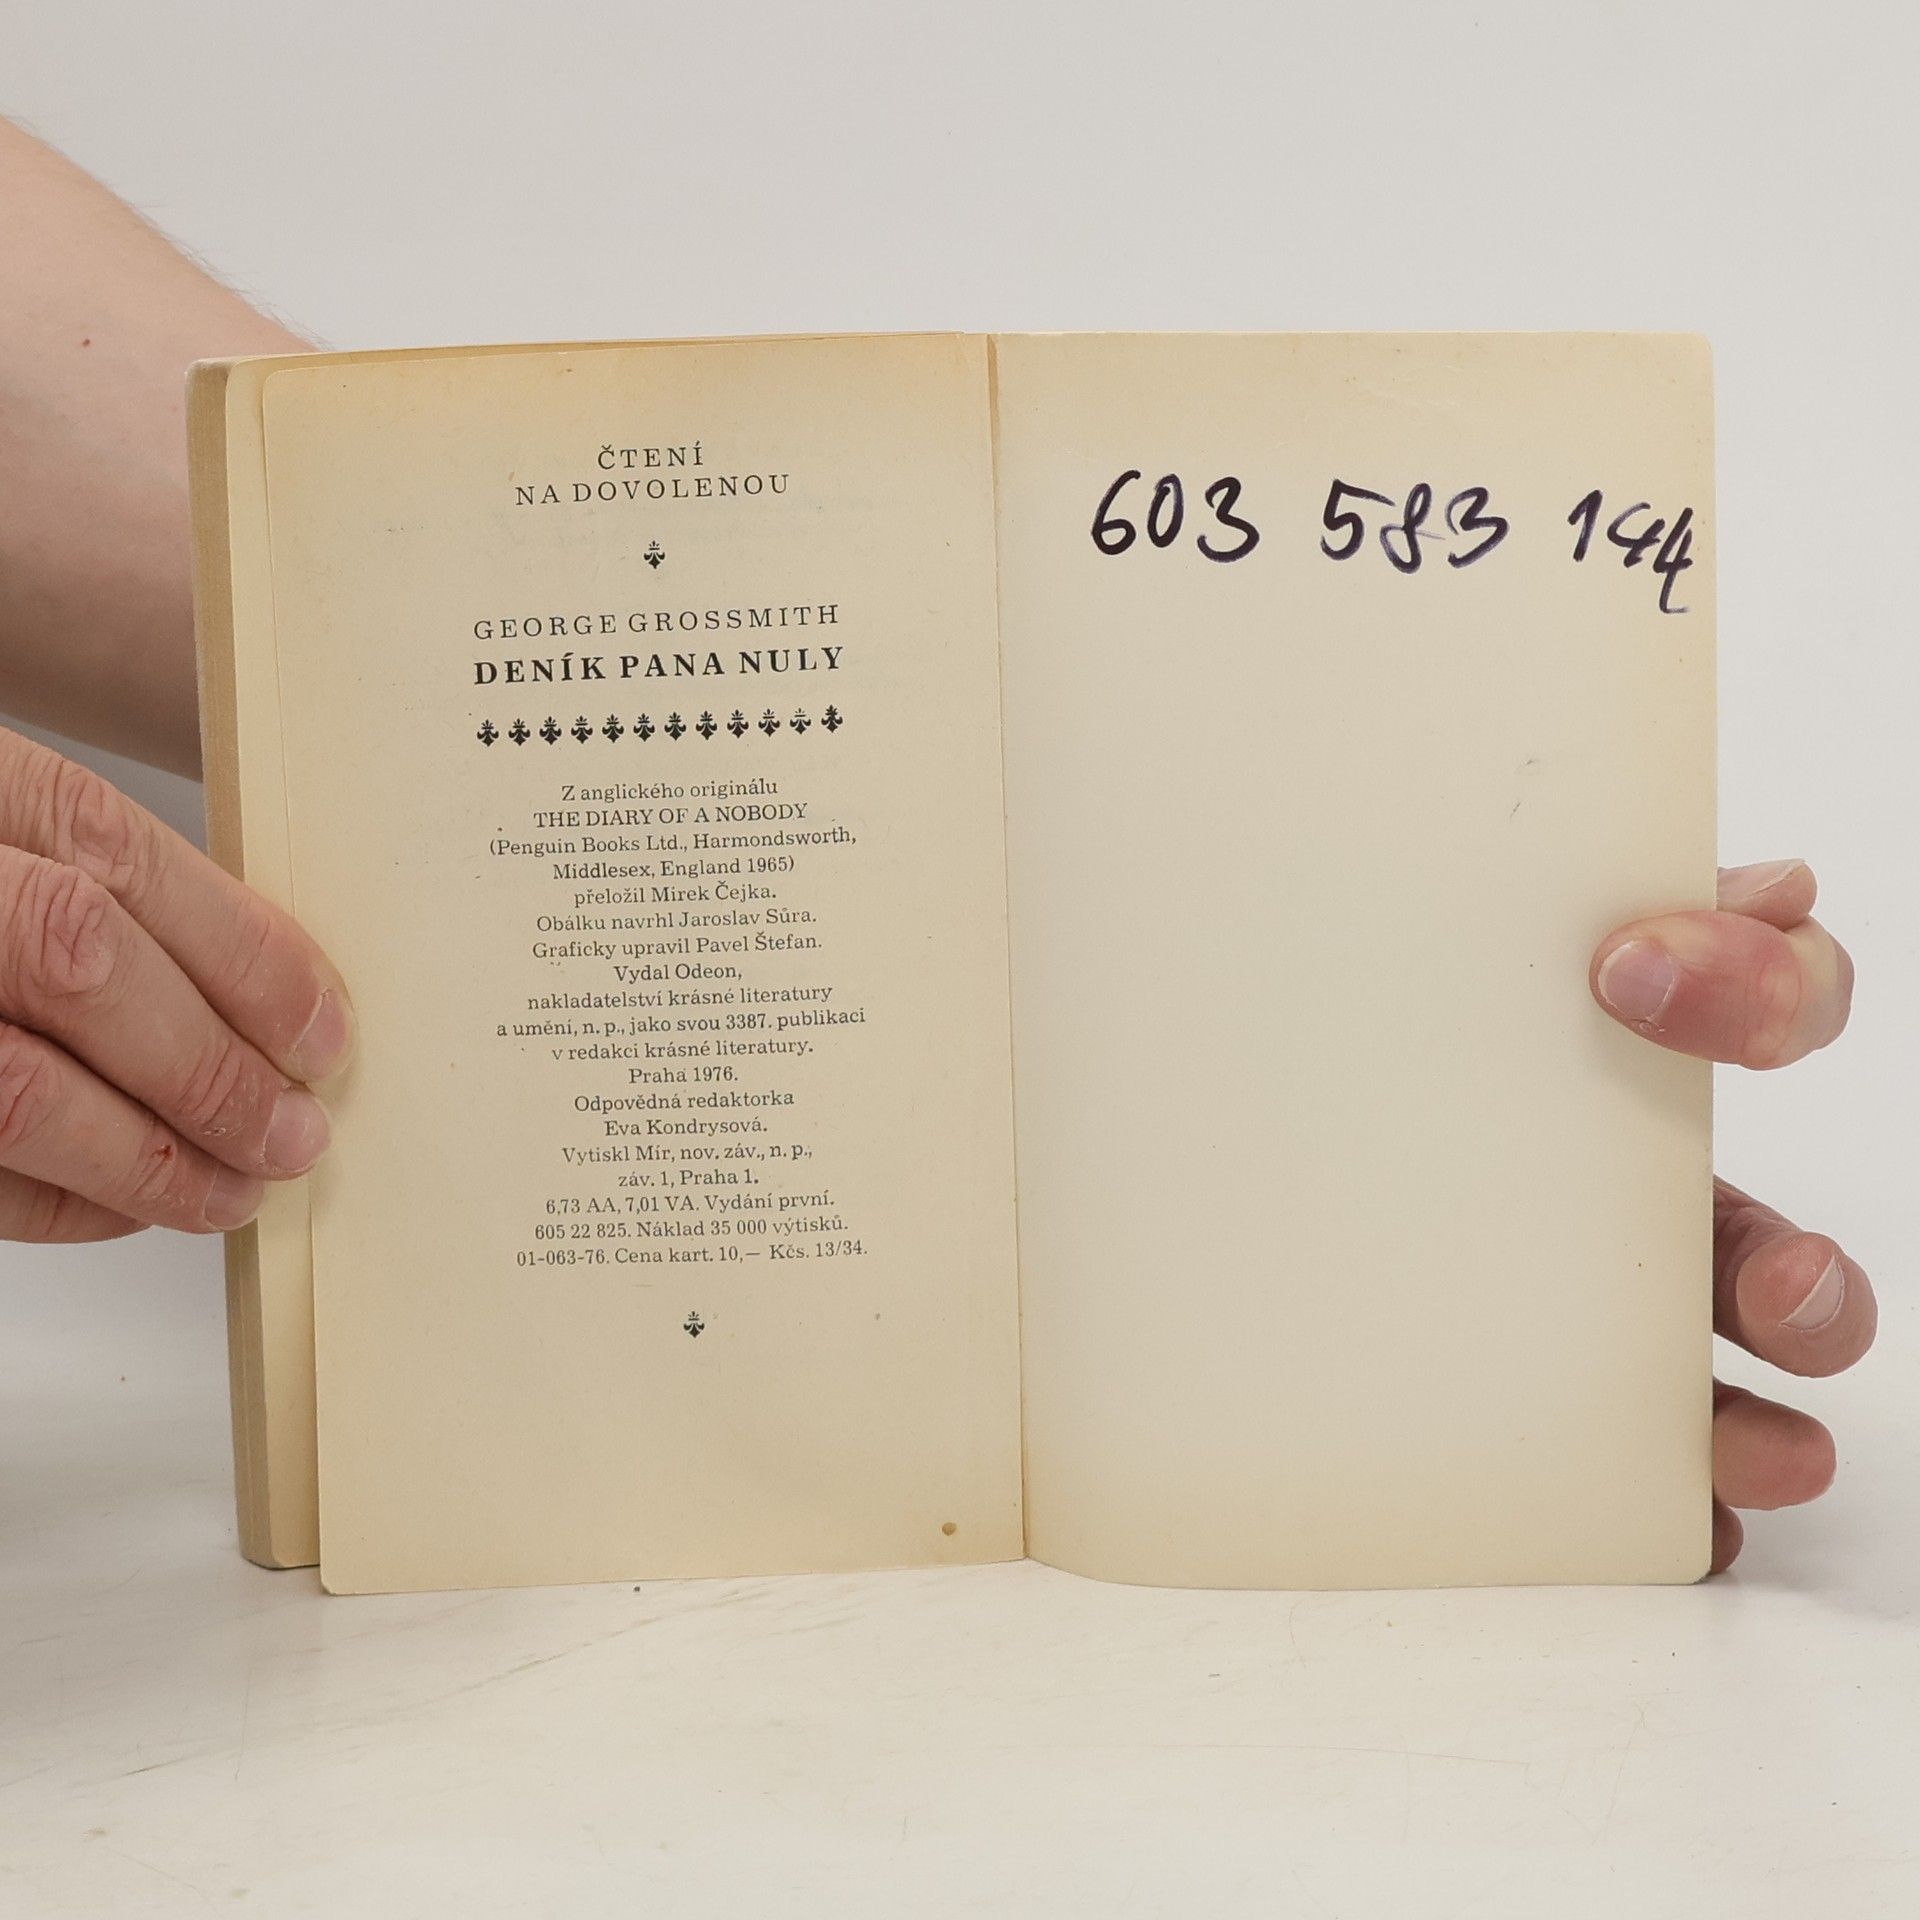 ČTENÍ
NA DOVOLENOU
GEORGE GROSSMITH
DENÍK PANA NULY
Z anglického originálu
THE DIARY OF A NOBODY
(Penguin Books Ltd., Harmondsworth,
Middlesex, England 1965)
přeložil Mirek Čejka.
Obálku navrhl Jaroslav Sůra.
Graficky upravil Pavel Štefan.
Vydal Odeon,
nakladatelství krásné literatury
a umění, n. p., jako svou 3387. publikaci
v redakci krásné literatury.
Praha 1976.
Odpovědná redaktorka
Eva Kondrysová.
Vytiskl Mír, nov. záv., n. p.,
záv. 1, Praha 1.
6,73 AA, 7,01 VA. Vydání první.
605 22 825. Náklad 35 000 výtisků.
01-063-76. Cena kart. 10,— Kčs. 13/34.
603 583 144